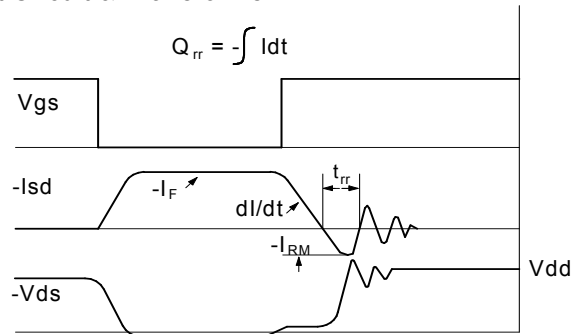 Q rr = -∫ Idt
Vgs
-Isd
-I F
dI/dt
t rr
-I RM
Vdd
-Vds